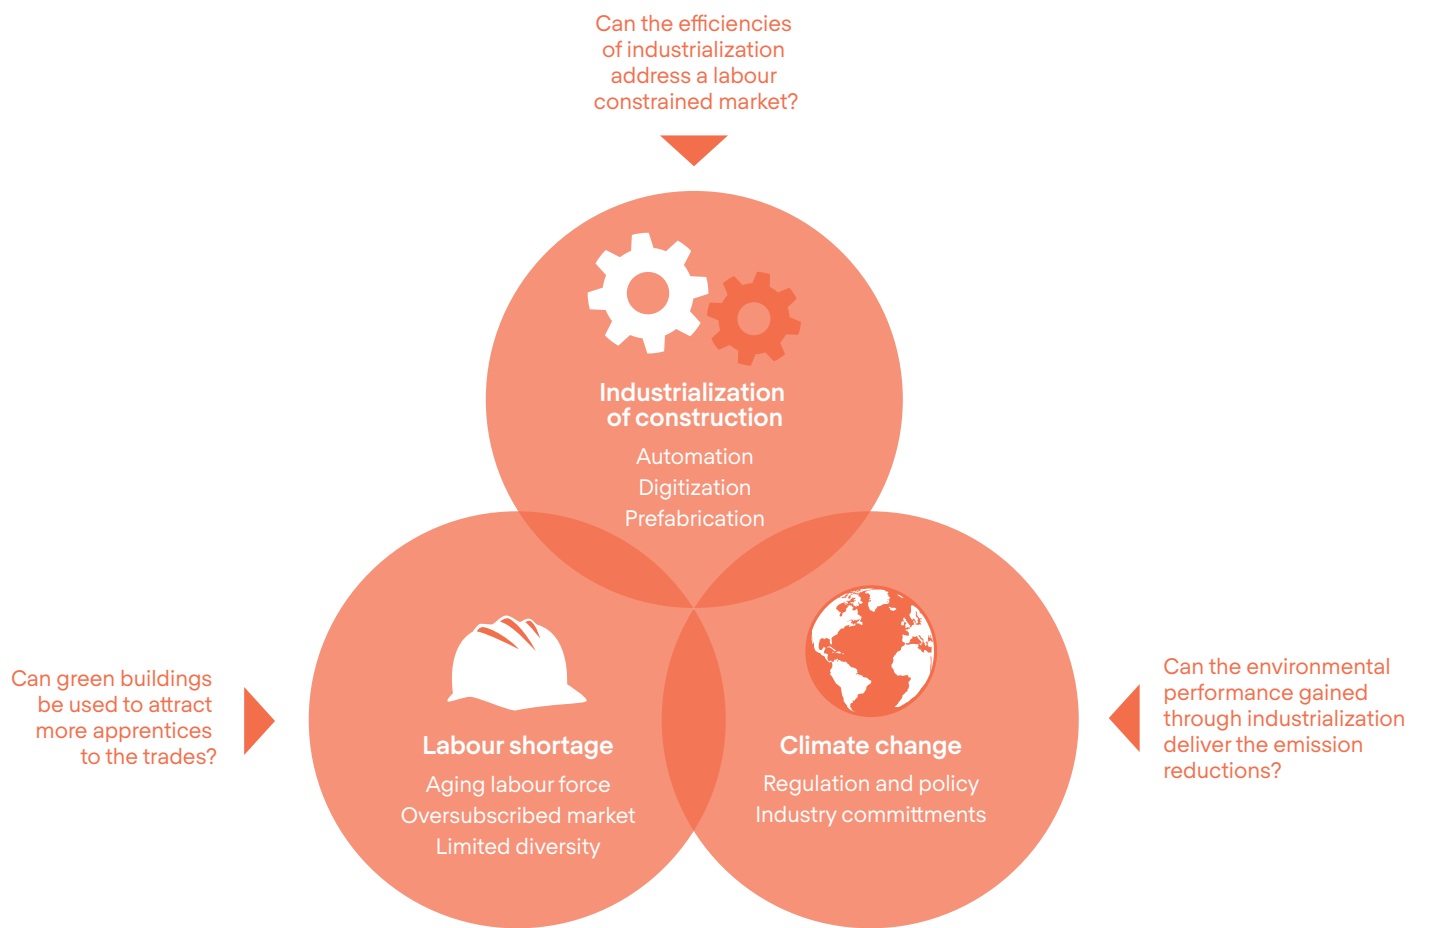 Can the efficiencies
of industrialization
address a labour
constrained market?
Industrialization
of construction
Automation
Digitization
Prefabrication
Can green buildings
be used to attract
more apprentices
to the trades?
Labour shortage
Aging labour force
Oversubscribed market
Limited diversity
Climate change
Regulation and policy
Industry committments
Can the environmental
performance gained
through industrialization
deliver the emission
reductions?